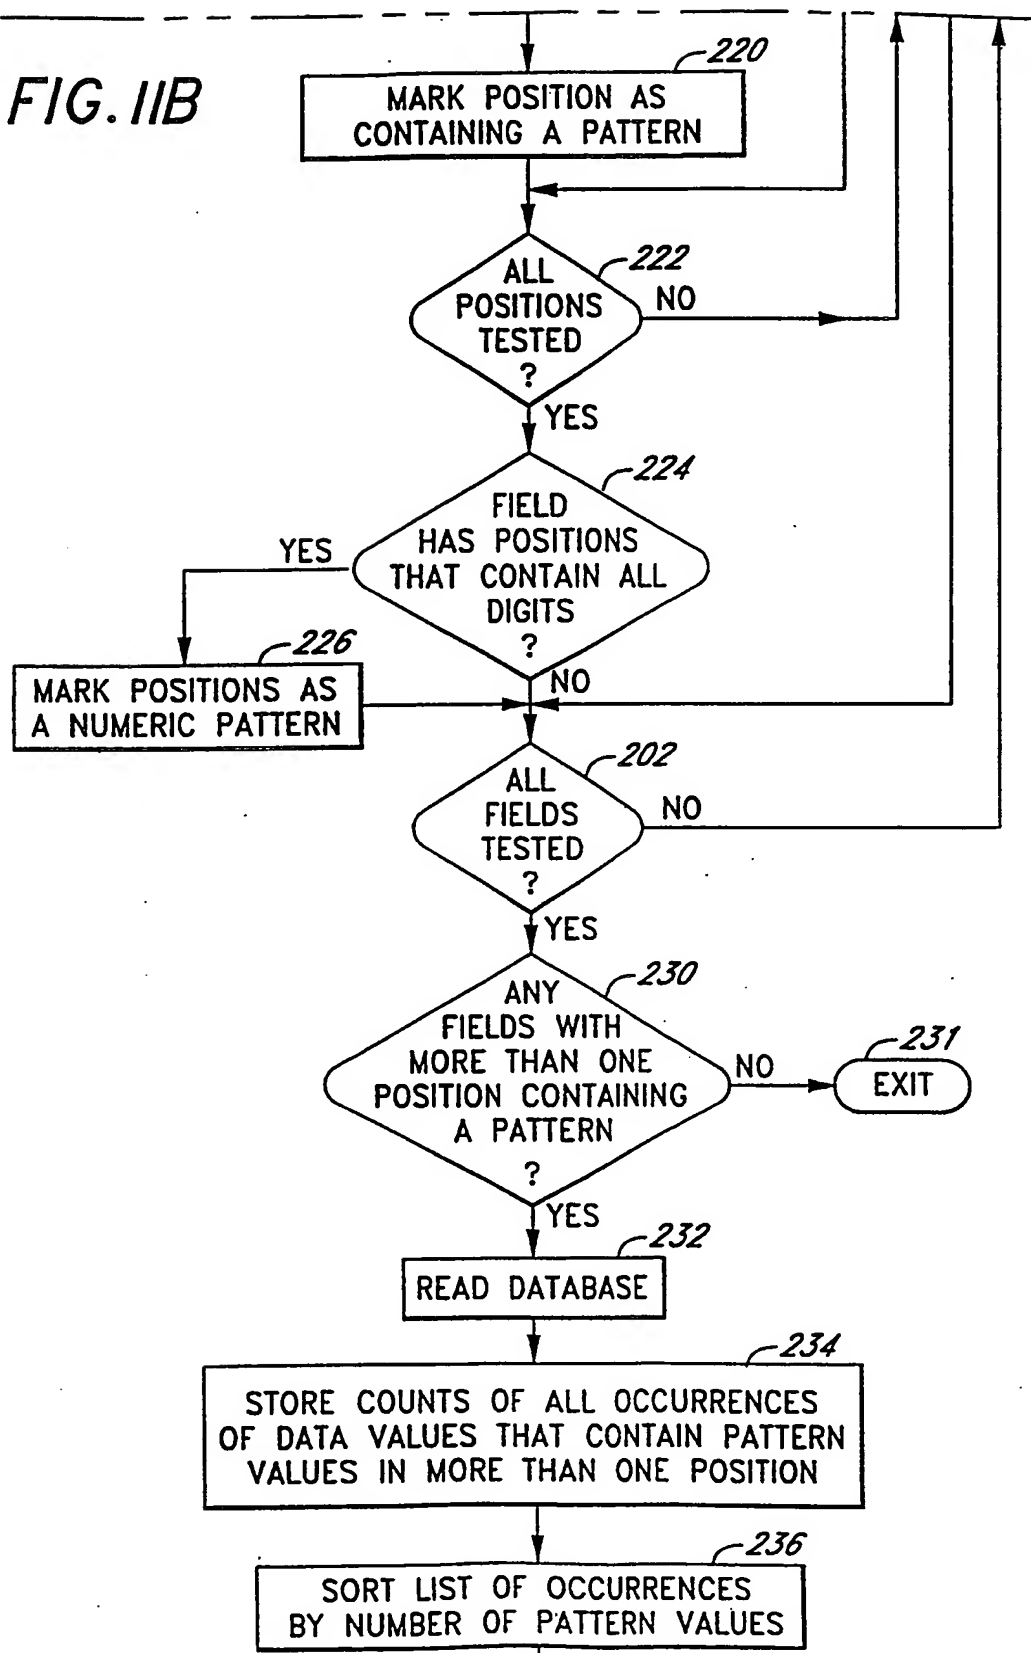 FIG. 11B
220
MARK POSITION AS
CONTAINING A PATTERN
222
ALL
POSITIONS
TESTED
?
NO
YES
224
FIELD
HAS POSITIONS
THAT CONTAIN ALL
DIGITS
?
YES
NO
226
MARK POSITIONS AS
A NUMERIC PATTERN
202
ALL
FIELDS
TESTED
?
NO
YES
230
ANY
FIELDS WITH
MORE THAN ONE
POSITION CONTAINING
A PATTERN
?
NO
231
EXIT
YES
232
READ DATABASE
234
STORE COUNTS OF ALL OCCURRENCES
OF DATA VALUES THAT CONTAIN PATTERN
VALUES IN MORE THAN ONE POSITION
236
SORT LIST OF OCCURRENCES
BY NUMBER OF PATTERN VALUES